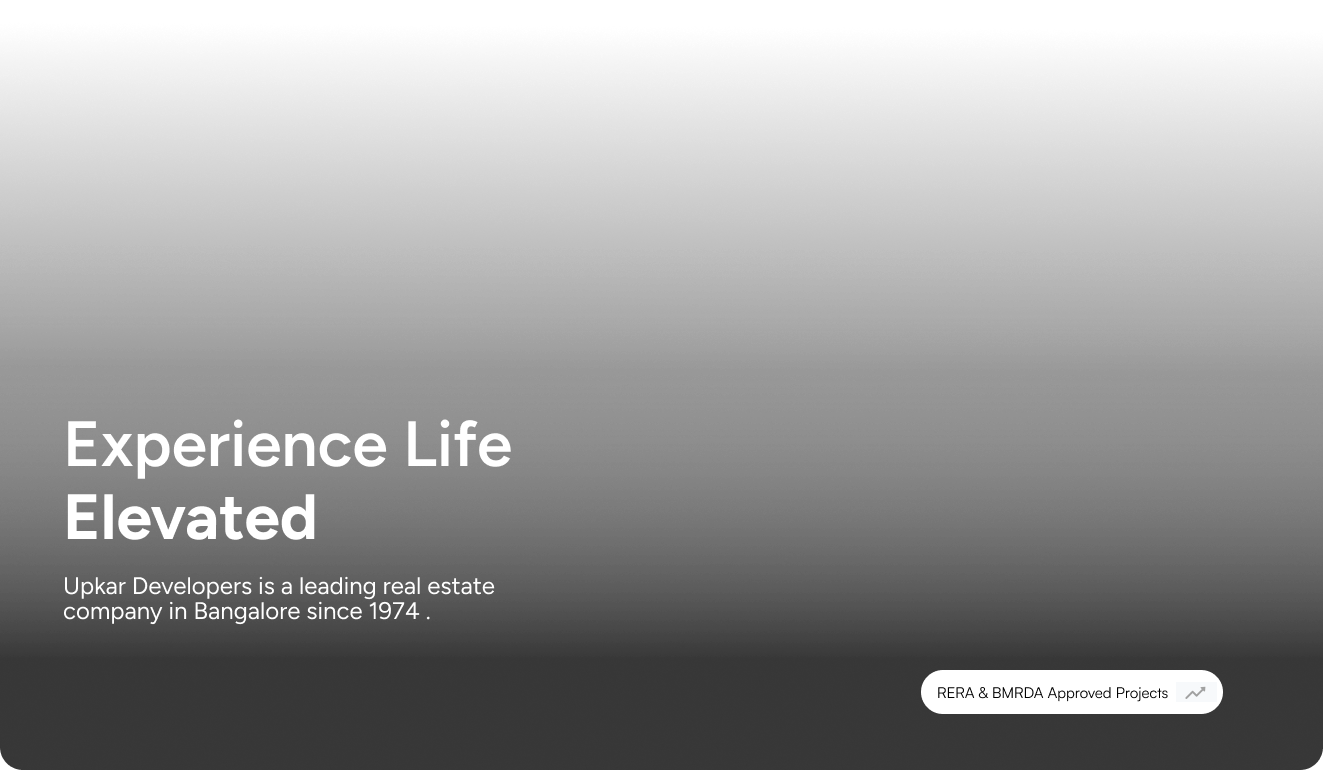 Experience Life
Elevated
Upkar Developers is a leading real estate
company in Bangalore since 1974 .
RERA & BMRDA Approved Projects